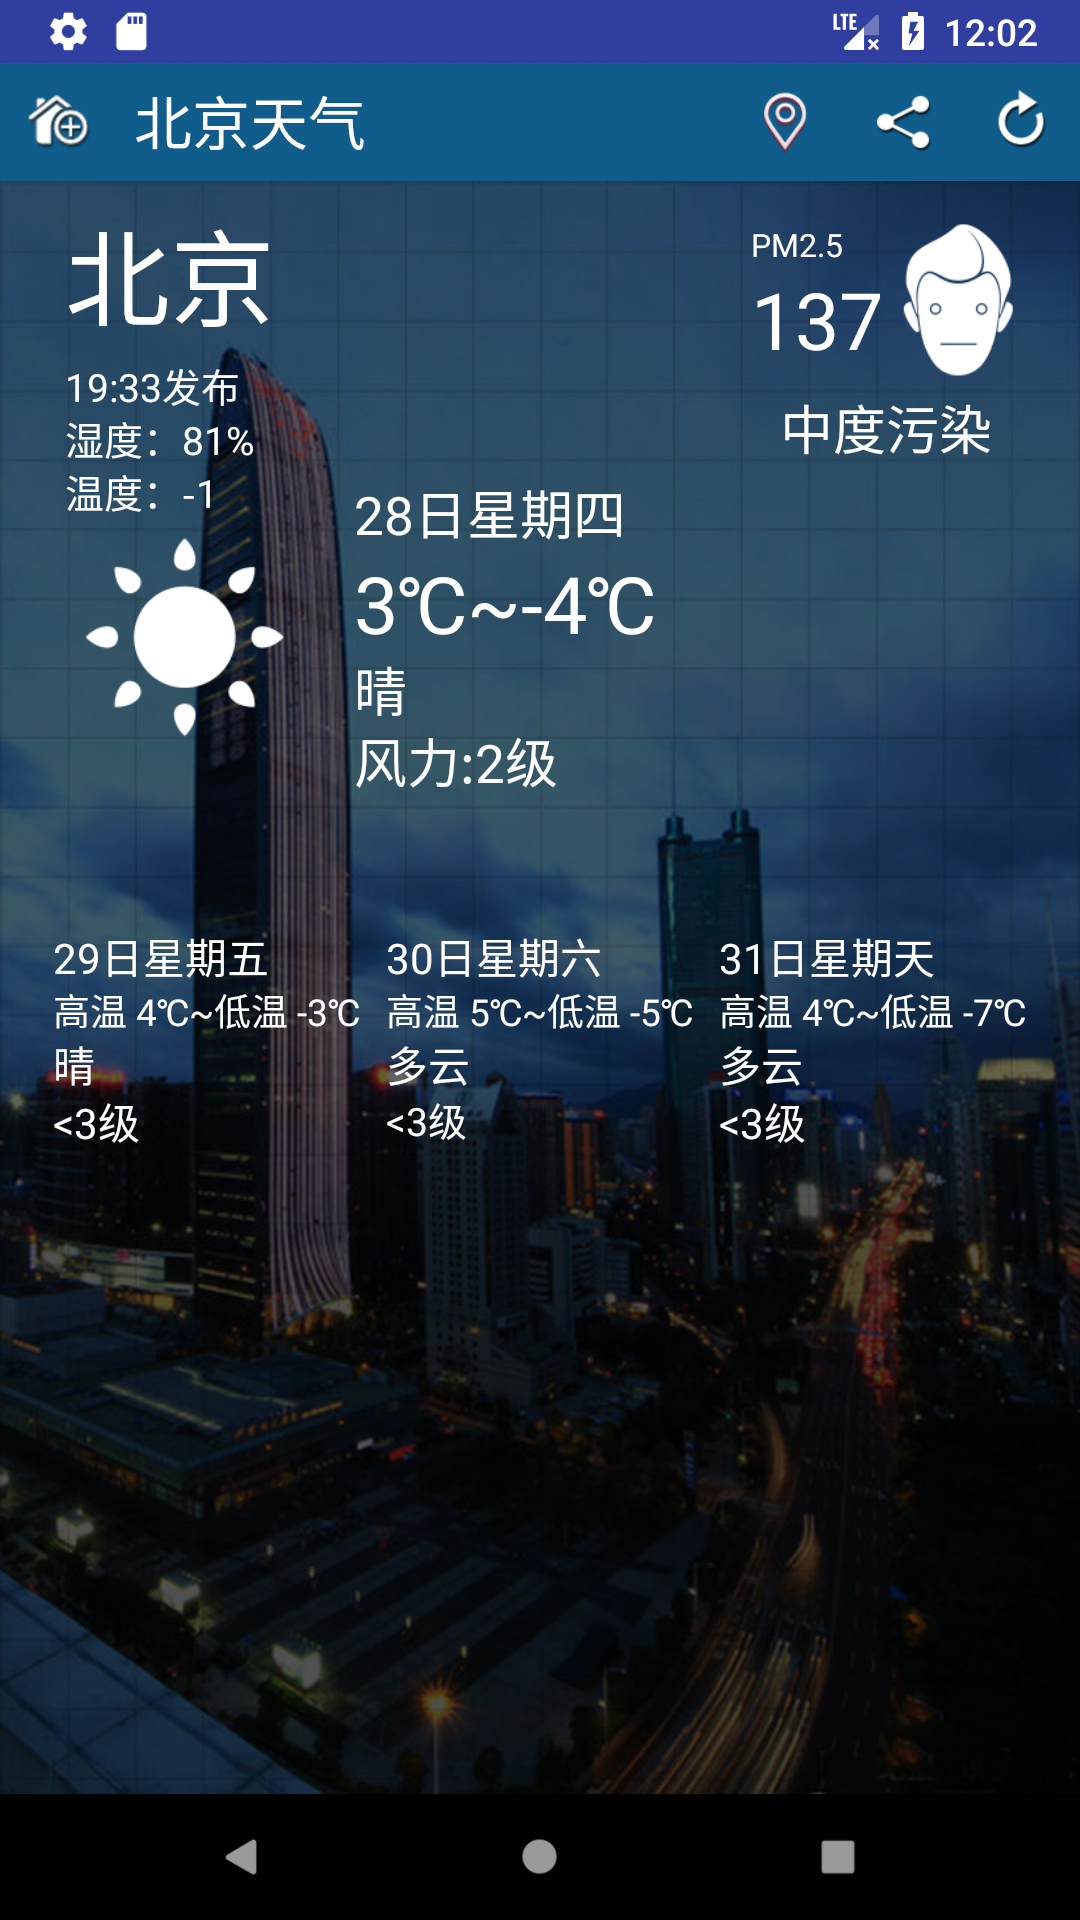 LTE 12:02
北京天气
北京
PM2.5
137
中度污染
19:33发布
湿度：81%
温度：-1
28日星期四
3℃~-4℃
晴
风力:2级
29日星期五
高温 4℃~低温 -3℃
晴
<3级
30日星期六
高温 5℃~低温 -5℃
多云
<3级
31日星期天
高温 4℃~低温 -7℃
多云
<3级